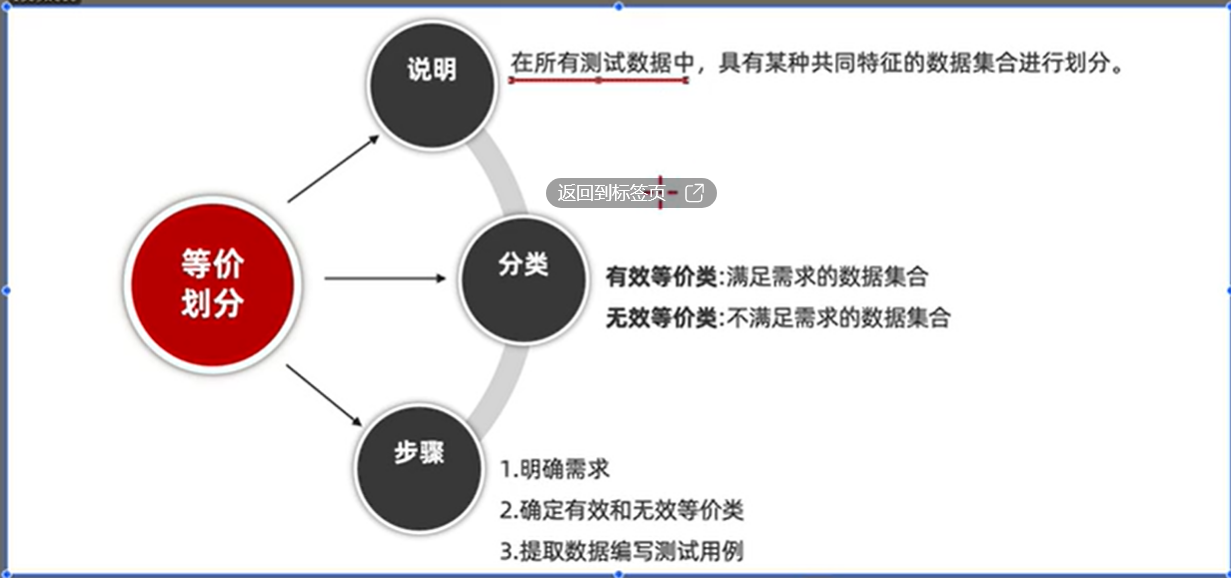 说明
在所有测试数据中，具有某种共同特征的数据集合进行划分。
返回到标签页
等价
划分
分类
有效等价类:满足需求的数据集合
无效等价类:不满足需求的数据集合
步骤
1.明确需求
2.确定有效和无效等价类
3.提取数据编写测试用例